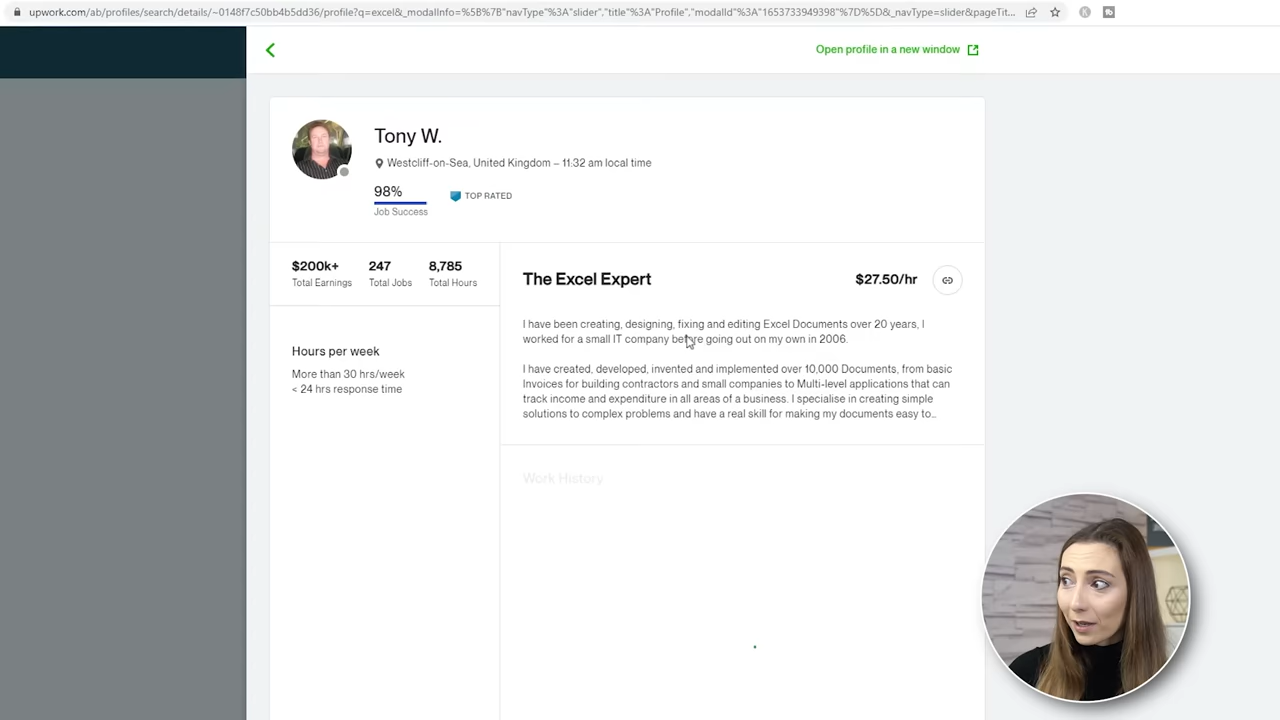 upwork.com/ab/profiles/search/details/~0148f7c50bb4b5dd36/profile?q=excel&_modalInfo=%5B%7B"navType"%3A"slider","title"%3A"Profile","modalId"%3A"1653733949398"%7D%5D&_navType=slider&pageTit...
Open profile in a new window
Tony W.
Westcliff-on-Sea, United Kingdom – 11:32 am local time
98%
TOP RATED
Job Success
$200k+ 247 8,785
Total Earnings Total Jobs Total Hours
Hours per week
More than 30 hrs/week
< 24 hrs response time
The Excel Expert
$27.50/hr
I have been creating, designing, fixing and editing Excel Documents over 20 years, I
worked for a small IT company before going out on my own in 2006.
I have created, developed, invented and implemented over 10,000 Documents, from basic
Invoices for building contractors and small companies to Multi-level applications that can
track income and expenditure in all areas of a business. I specialise in creating simple
solutions to complex problems and have a real skill for making my documents easy to...
Work History